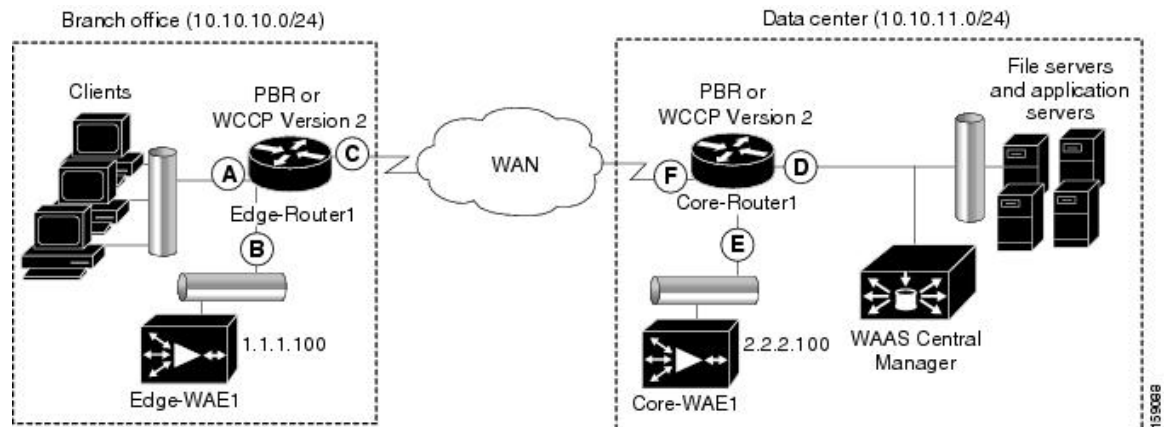 Branch office (10.10.10.0/24)
Data center (10.10.11.0/24)
Clients
PBR or
WCCP Version 2
A
C
Edge-Router1
B
1.1.1.100
Edge-WAE1
WAN
PBR or
WCCP Version 2
F
D
Core-Router1
E
2.2.2.100
Core-WAE1
File servers
and application
servers
WAAS Central
Manager
159088